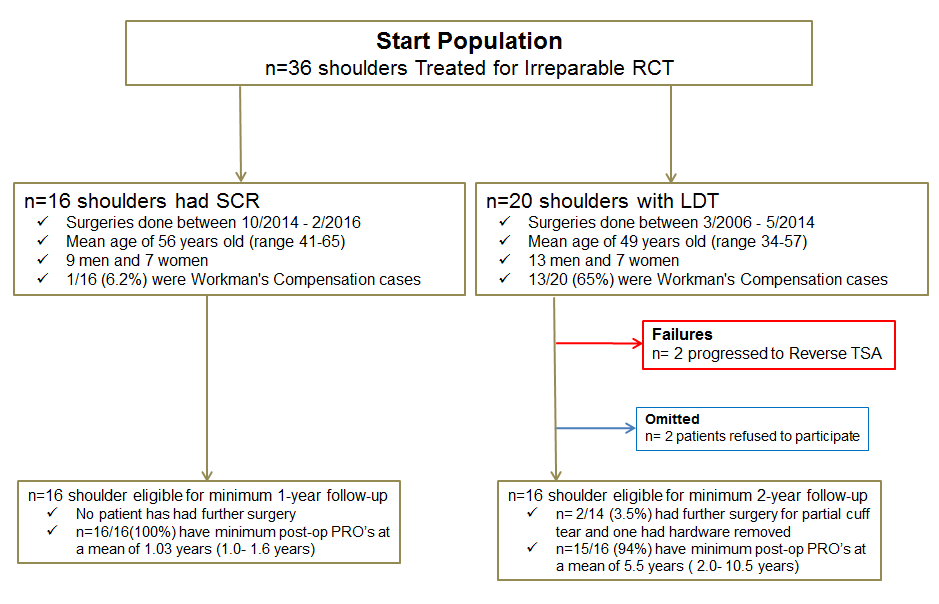 Start Population
n=36 shoulders Treated for Irreparable RCT
n=16 shoulders had SCR
✓ Surgeries done between 10/2014 - 2/2016
✓ Mean age of 56 years old (range 41-65)
✓ 9 men and 7 women
✓ 1/16 (6.2%) were Workman's Compensation cases
n=20 shoulders with LDT
✓ Surgeries done between 3/2006 - 5/2014
✓ Mean age of 49 years old (range 34-57)
✓ 13 men and 7 women
✓ 13/20 (65%) were Workman's Compensation cases
Failures
n= 2 progressed to Reverse TSA
Omitted
n= 2 patients refused to participate
n=16 shoulder eligible for minimum 1-year follow-up
✓ No patient has had further surgery
✓ n=16/16(100%) have minimum post-op PRO's at
a mean of 1.03 years (1.0- 1.6 years)
n=16 shoulder eligible for minimum 2-year follow-up
✓ n= 2/14 (3.5%) had further surgery for partial cuff
tear and one had hardware removed
✓ n=15/16 (94%) have minimum post-op PRO's at
a mean of 5.5 years ( 2.0- 10.5 years)